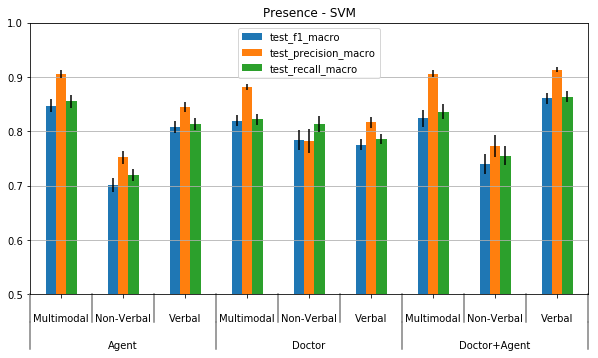 Presence - SVM
test_f1_macro
test_precision_macro
test_recall_macro
1.0
0.9
0.8
0.7
0.6
0.5
Multimodal Non-Verbal Verbal Multimodal Non-Verbal Verbal Multimodal Non-Verbal Verbal
Agent Doctor Doctor+Agent